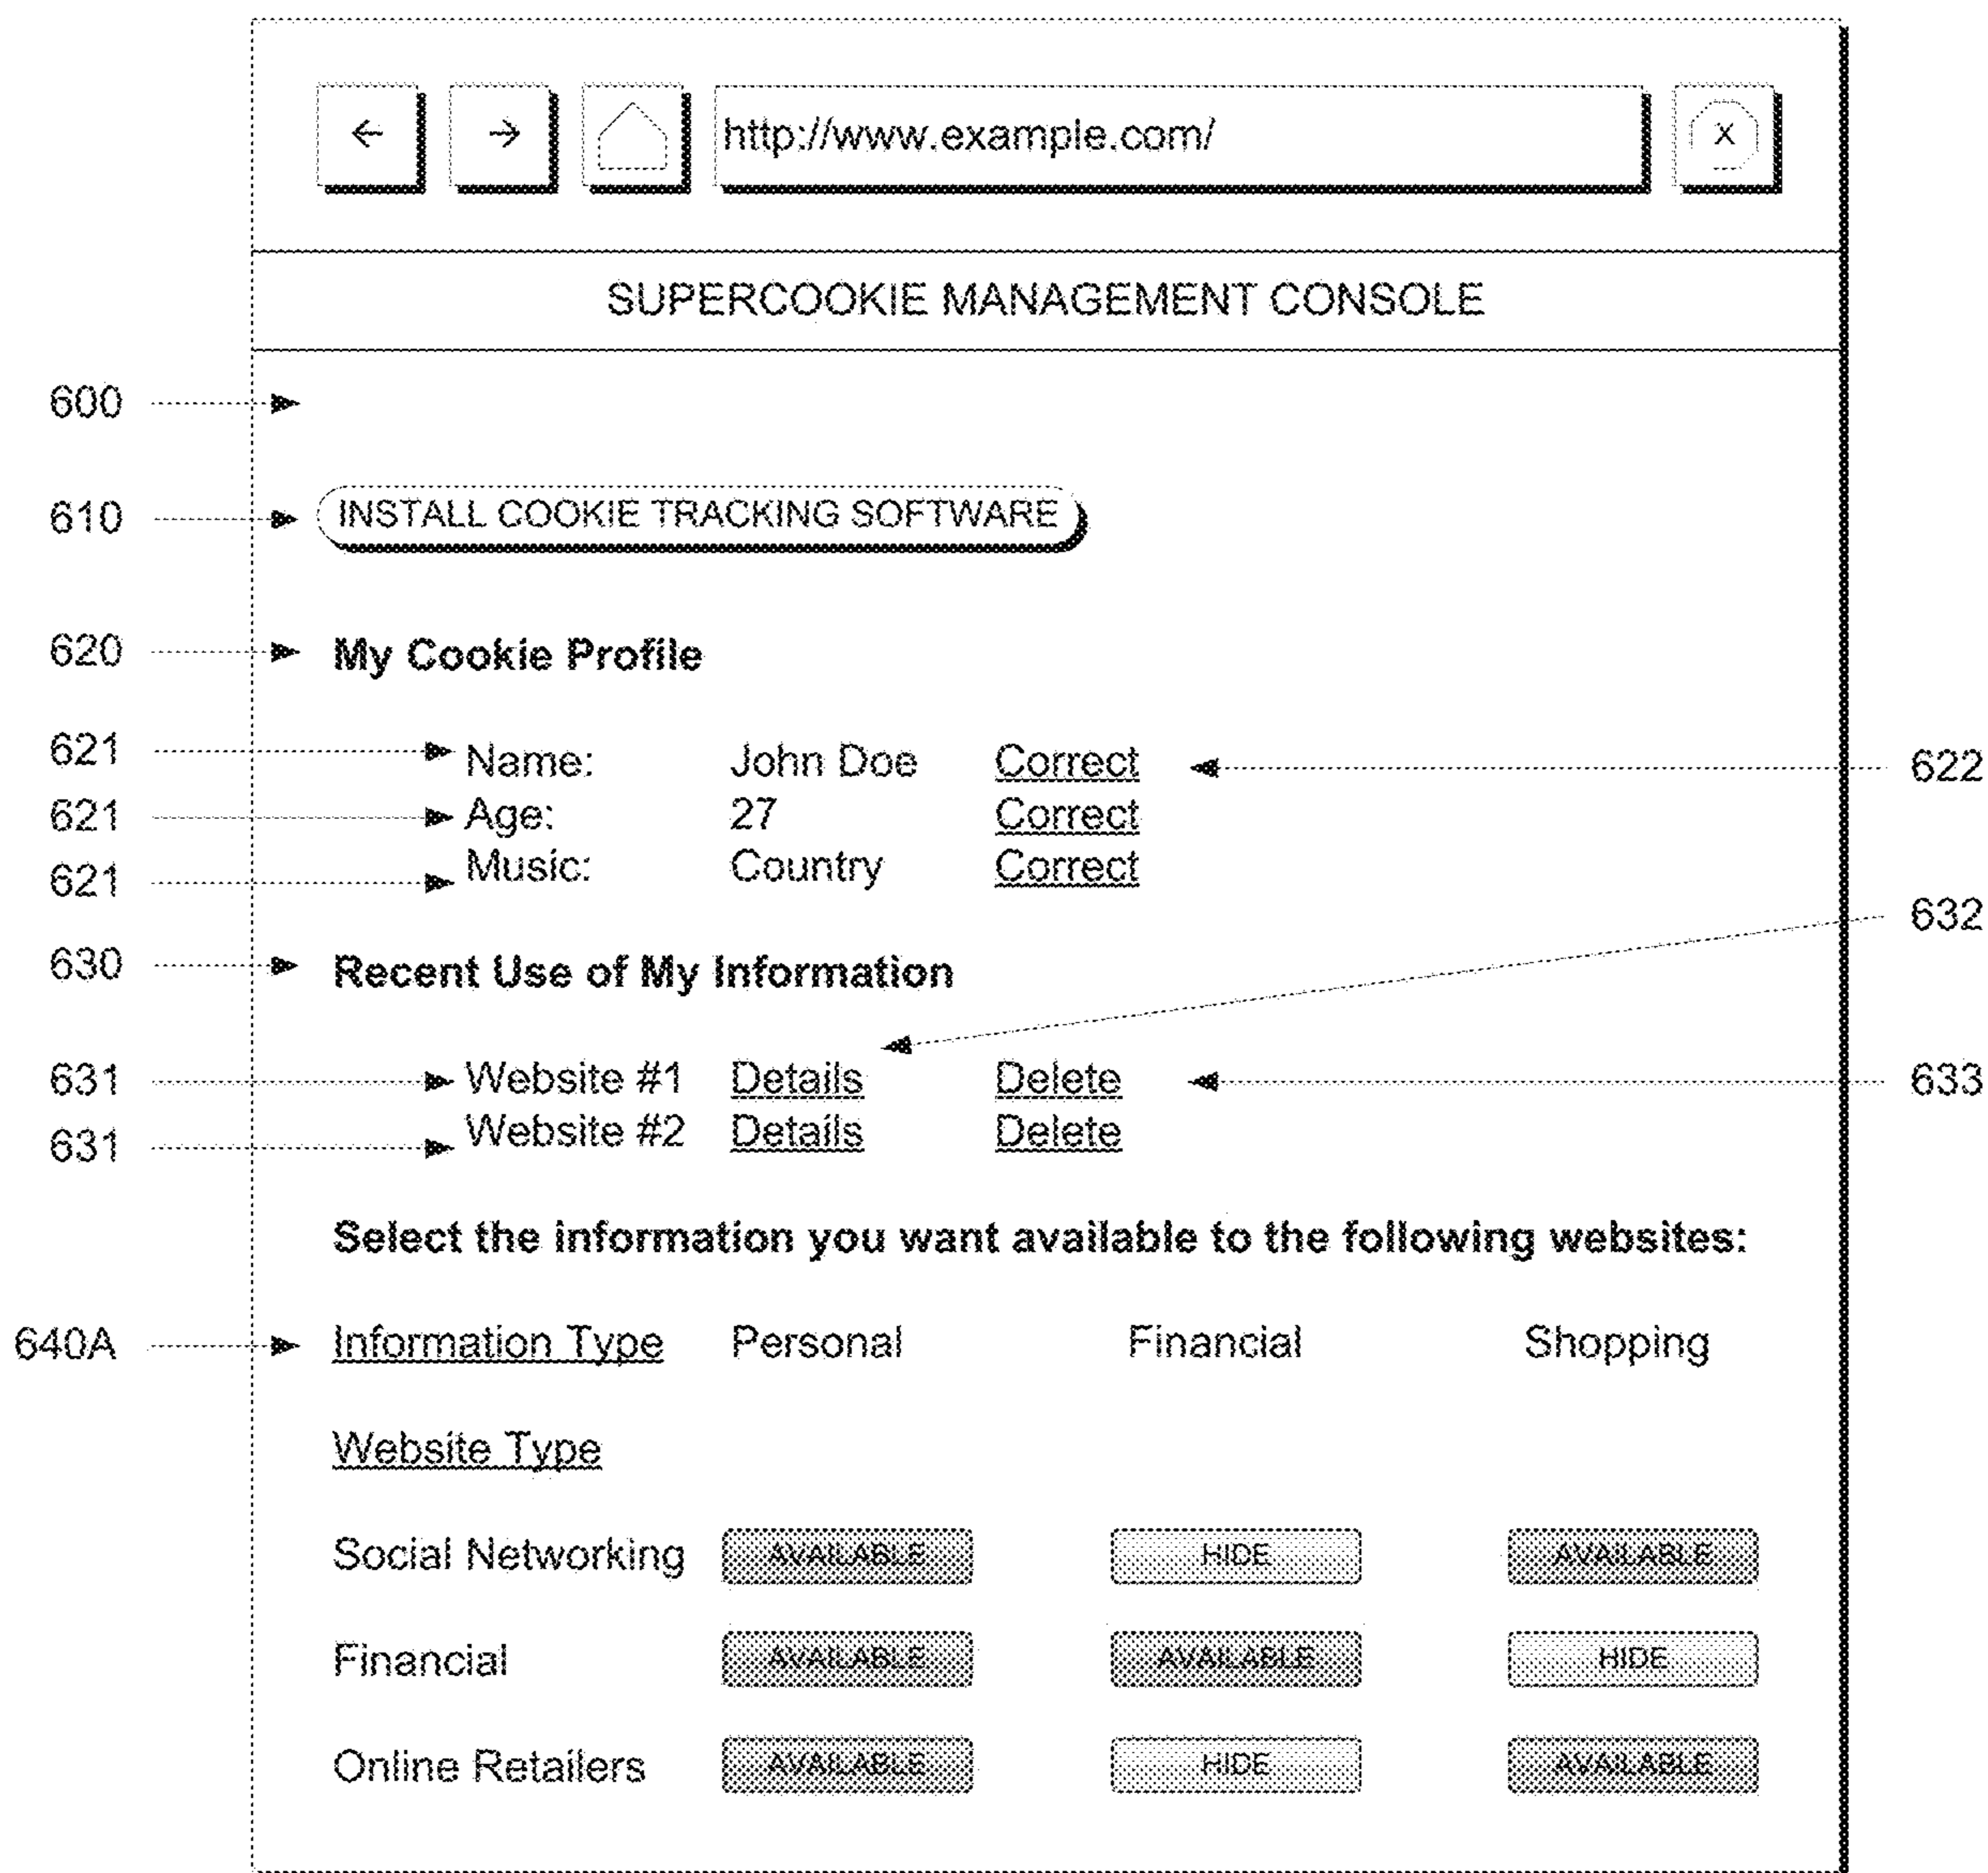 ← → http://www.example.com/ X
SUPERCOOKIE MANAGEMENT CONSOLE
600
610 INSTALL COOKIE TRACKING SOFTWARE
620 My Cookie Profile
621 Name: John Doe Correct 622
621 Age: 27 Correct
621 Music: Country Correct
632
630 Recent Use of My Information
631 Website #1 Details Delete 633
631 Website #2 Details Delete
Select the information you want available to the following websites:
640A Information Type Personal Financial Shopping
Website Type
Social Networking AVAILABLE HIDE AVAILABLE
Financial AVAILABLE AVAILABLE HIDE
Online Retailers AVAILABLE HIDE AVAILABLE